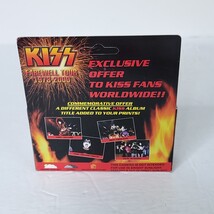 KISS
FAREWELL TOUR
EXCLUSIVE
OFFER
TO KISS FANS
WORLDWIDE!!
COMMEMORATIVE OFFER
A DIFFERENT CLASSIC KISS ALBUM
TITLE ADDED TO YOUR PRINTS!